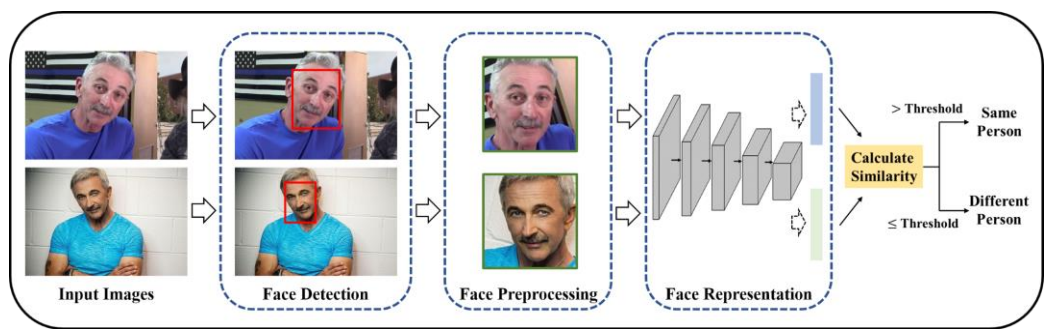 Input Images
Face Detection
Face Preprocessing
Face Representation
Calculate
Similarity
> Threshold
≤ Threshold
Same
Person
Different
Person